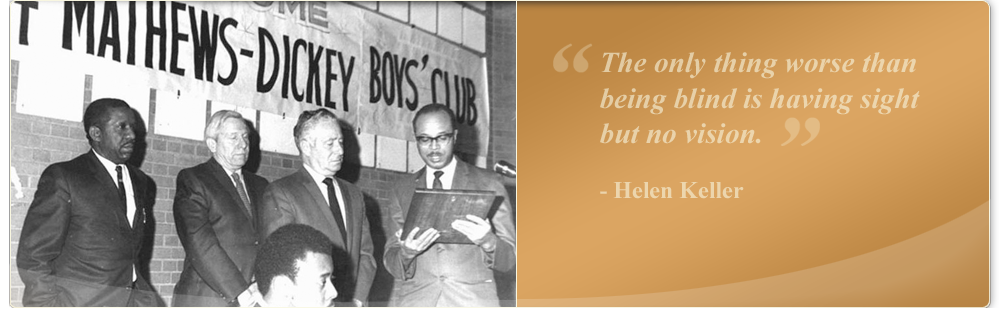 OME
T MATHEWS-DICKEY BOYS' CLUB
“ The only thing worse than
being blind is having sight
but no vision. ”
- Helen Keller